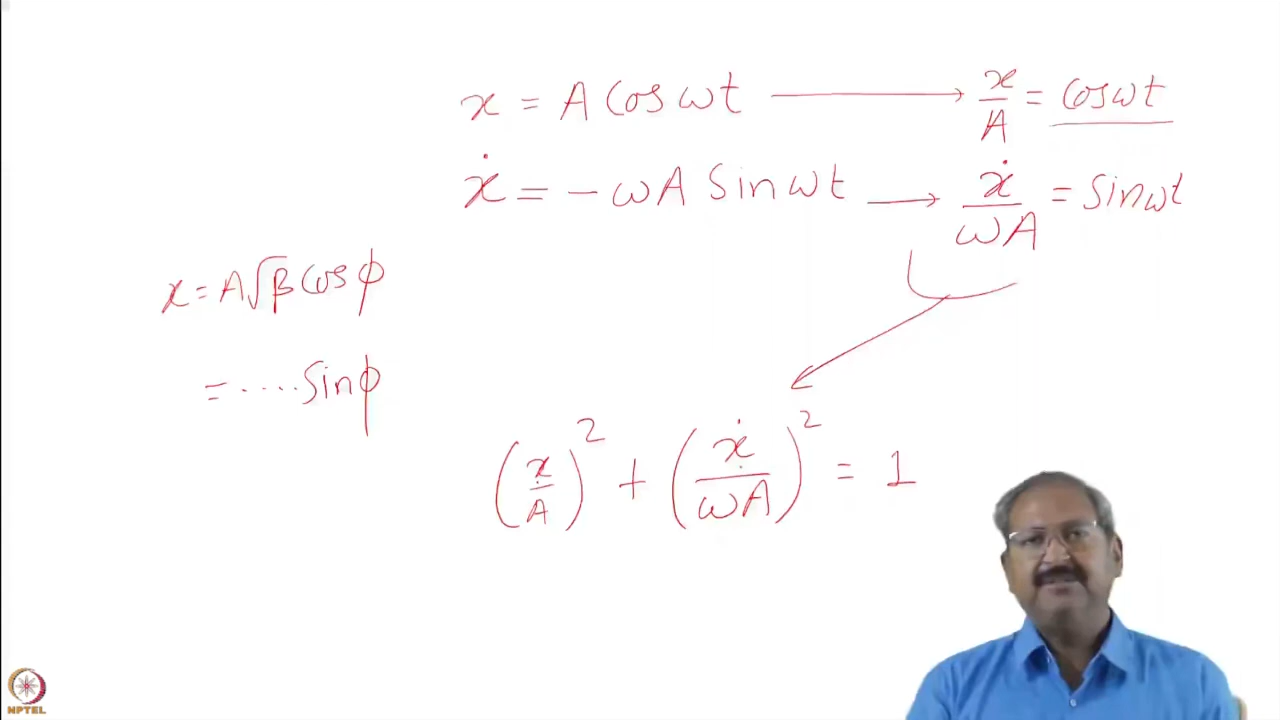 x = A cos ωt ⟶ x/A = cos ωt
ẋ = − ωA sin ωt ⟶ ẋ/ωA = sin ωt
x = A√β cos φ
= ····· sin φ
(x/A)² + (ẋ/ωA)² = 1
NPTEL